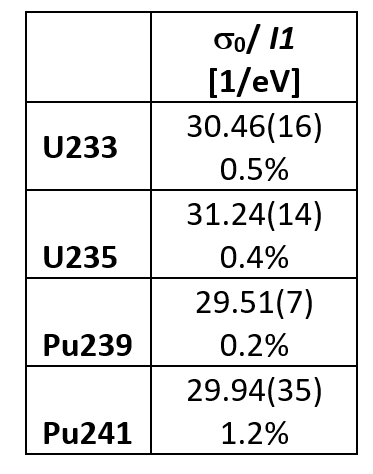 σ0/ I1
[1/eV]
U233
30.46(16)
0.5%
U235
31.24(14)
0.4%
Pu239
29.51(7)
0.2%
Pu241
29.94(35)
1.2%